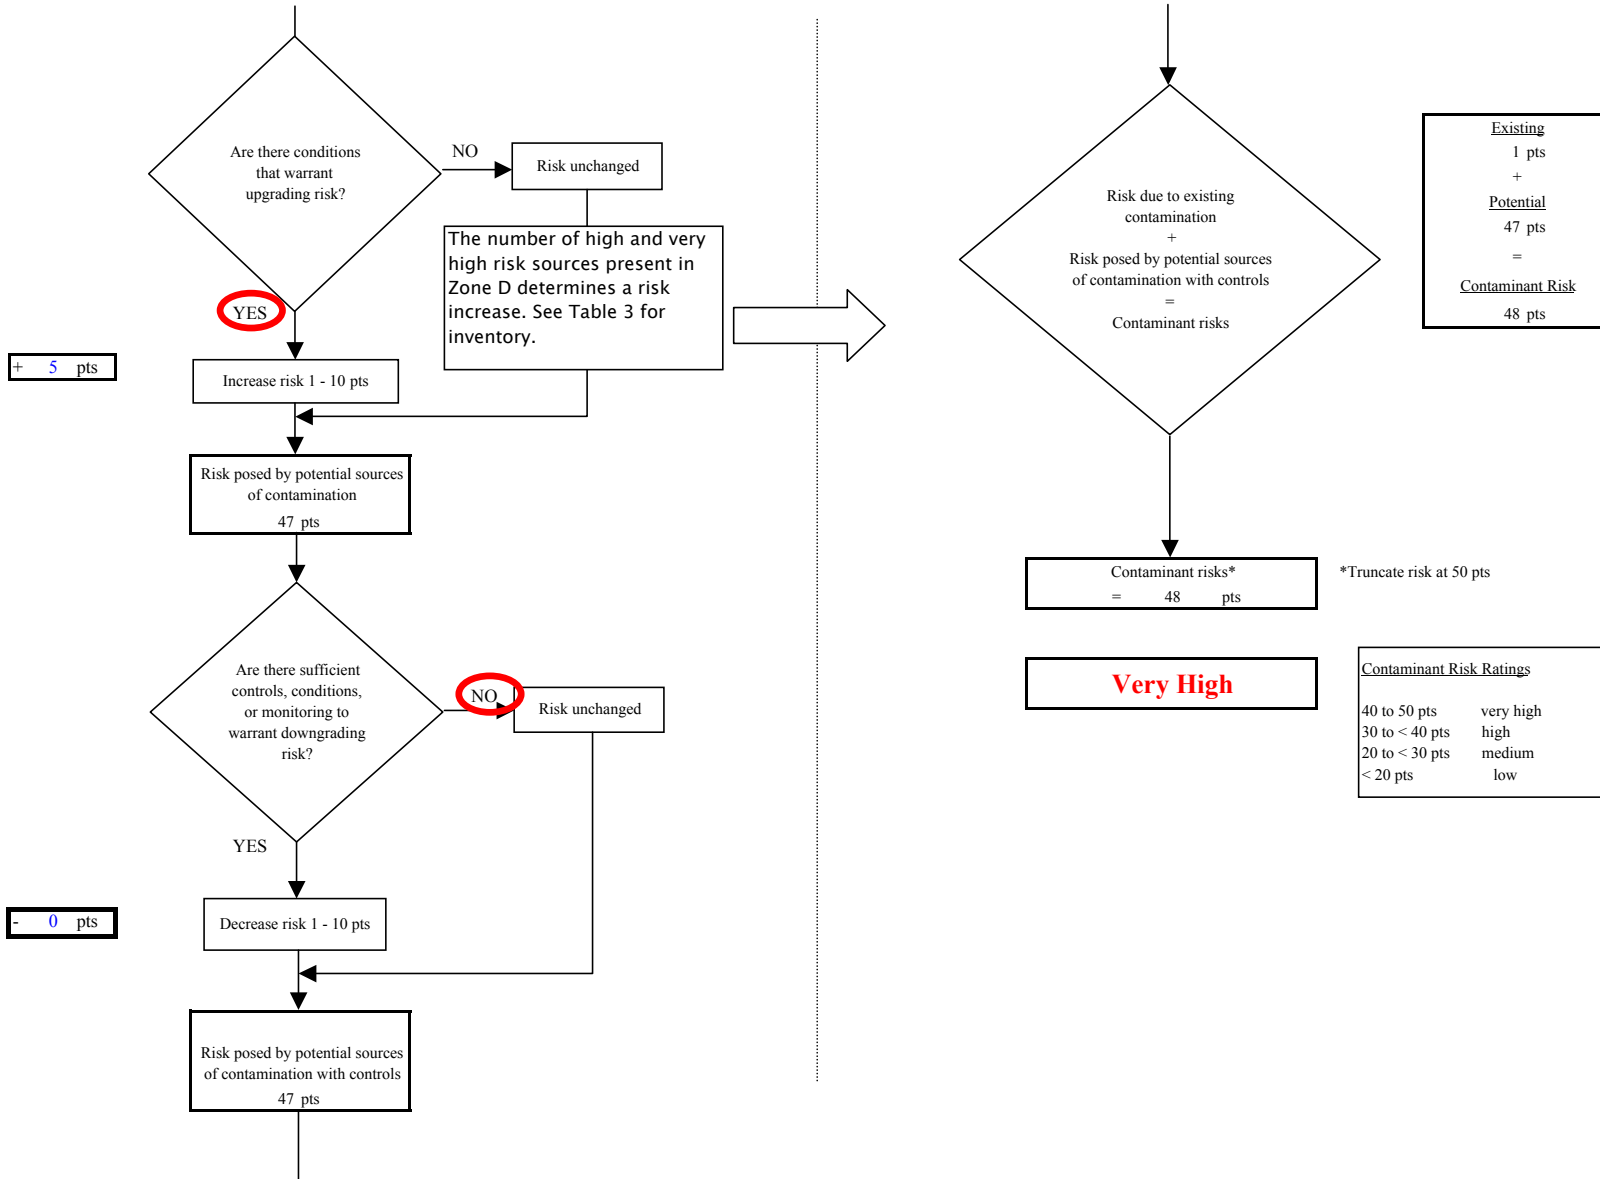 Are there conditions
that warrant
upgrading risk?
NO
Risk unchanged
The number of high and very
high risk sources present in
Zone D determines a risk
increase. See Table 3 for
inventory.
YES
+ 5 pts
Increase risk 1 - 10 pts
Risk posed by potential sources
of contamination
47 pts
Are there sufficient
controls, conditions,
or monitoring to
warrant downgrading
risk?
NO
Risk unchanged
YES
- 0 pts
Decrease risk 1 - 10 pts
Risk posed by potential sources
of contamination with controls
47 pts
Risk due to existing
contamination
+
Risk posed by potential sources
of contamination with controls
=
Contaminant risks
Existing
1 pts
+
Potential
47 pts
=
Contaminant Risk
48 pts
Contaminant risks*
= 48 pts
*Truncate risk at 50 pts
Very High
Contaminant Risk Ratings
40 to 50 pts very high
30 to < 40 pts high
20 to < 30 pts medium
< 20 pts low